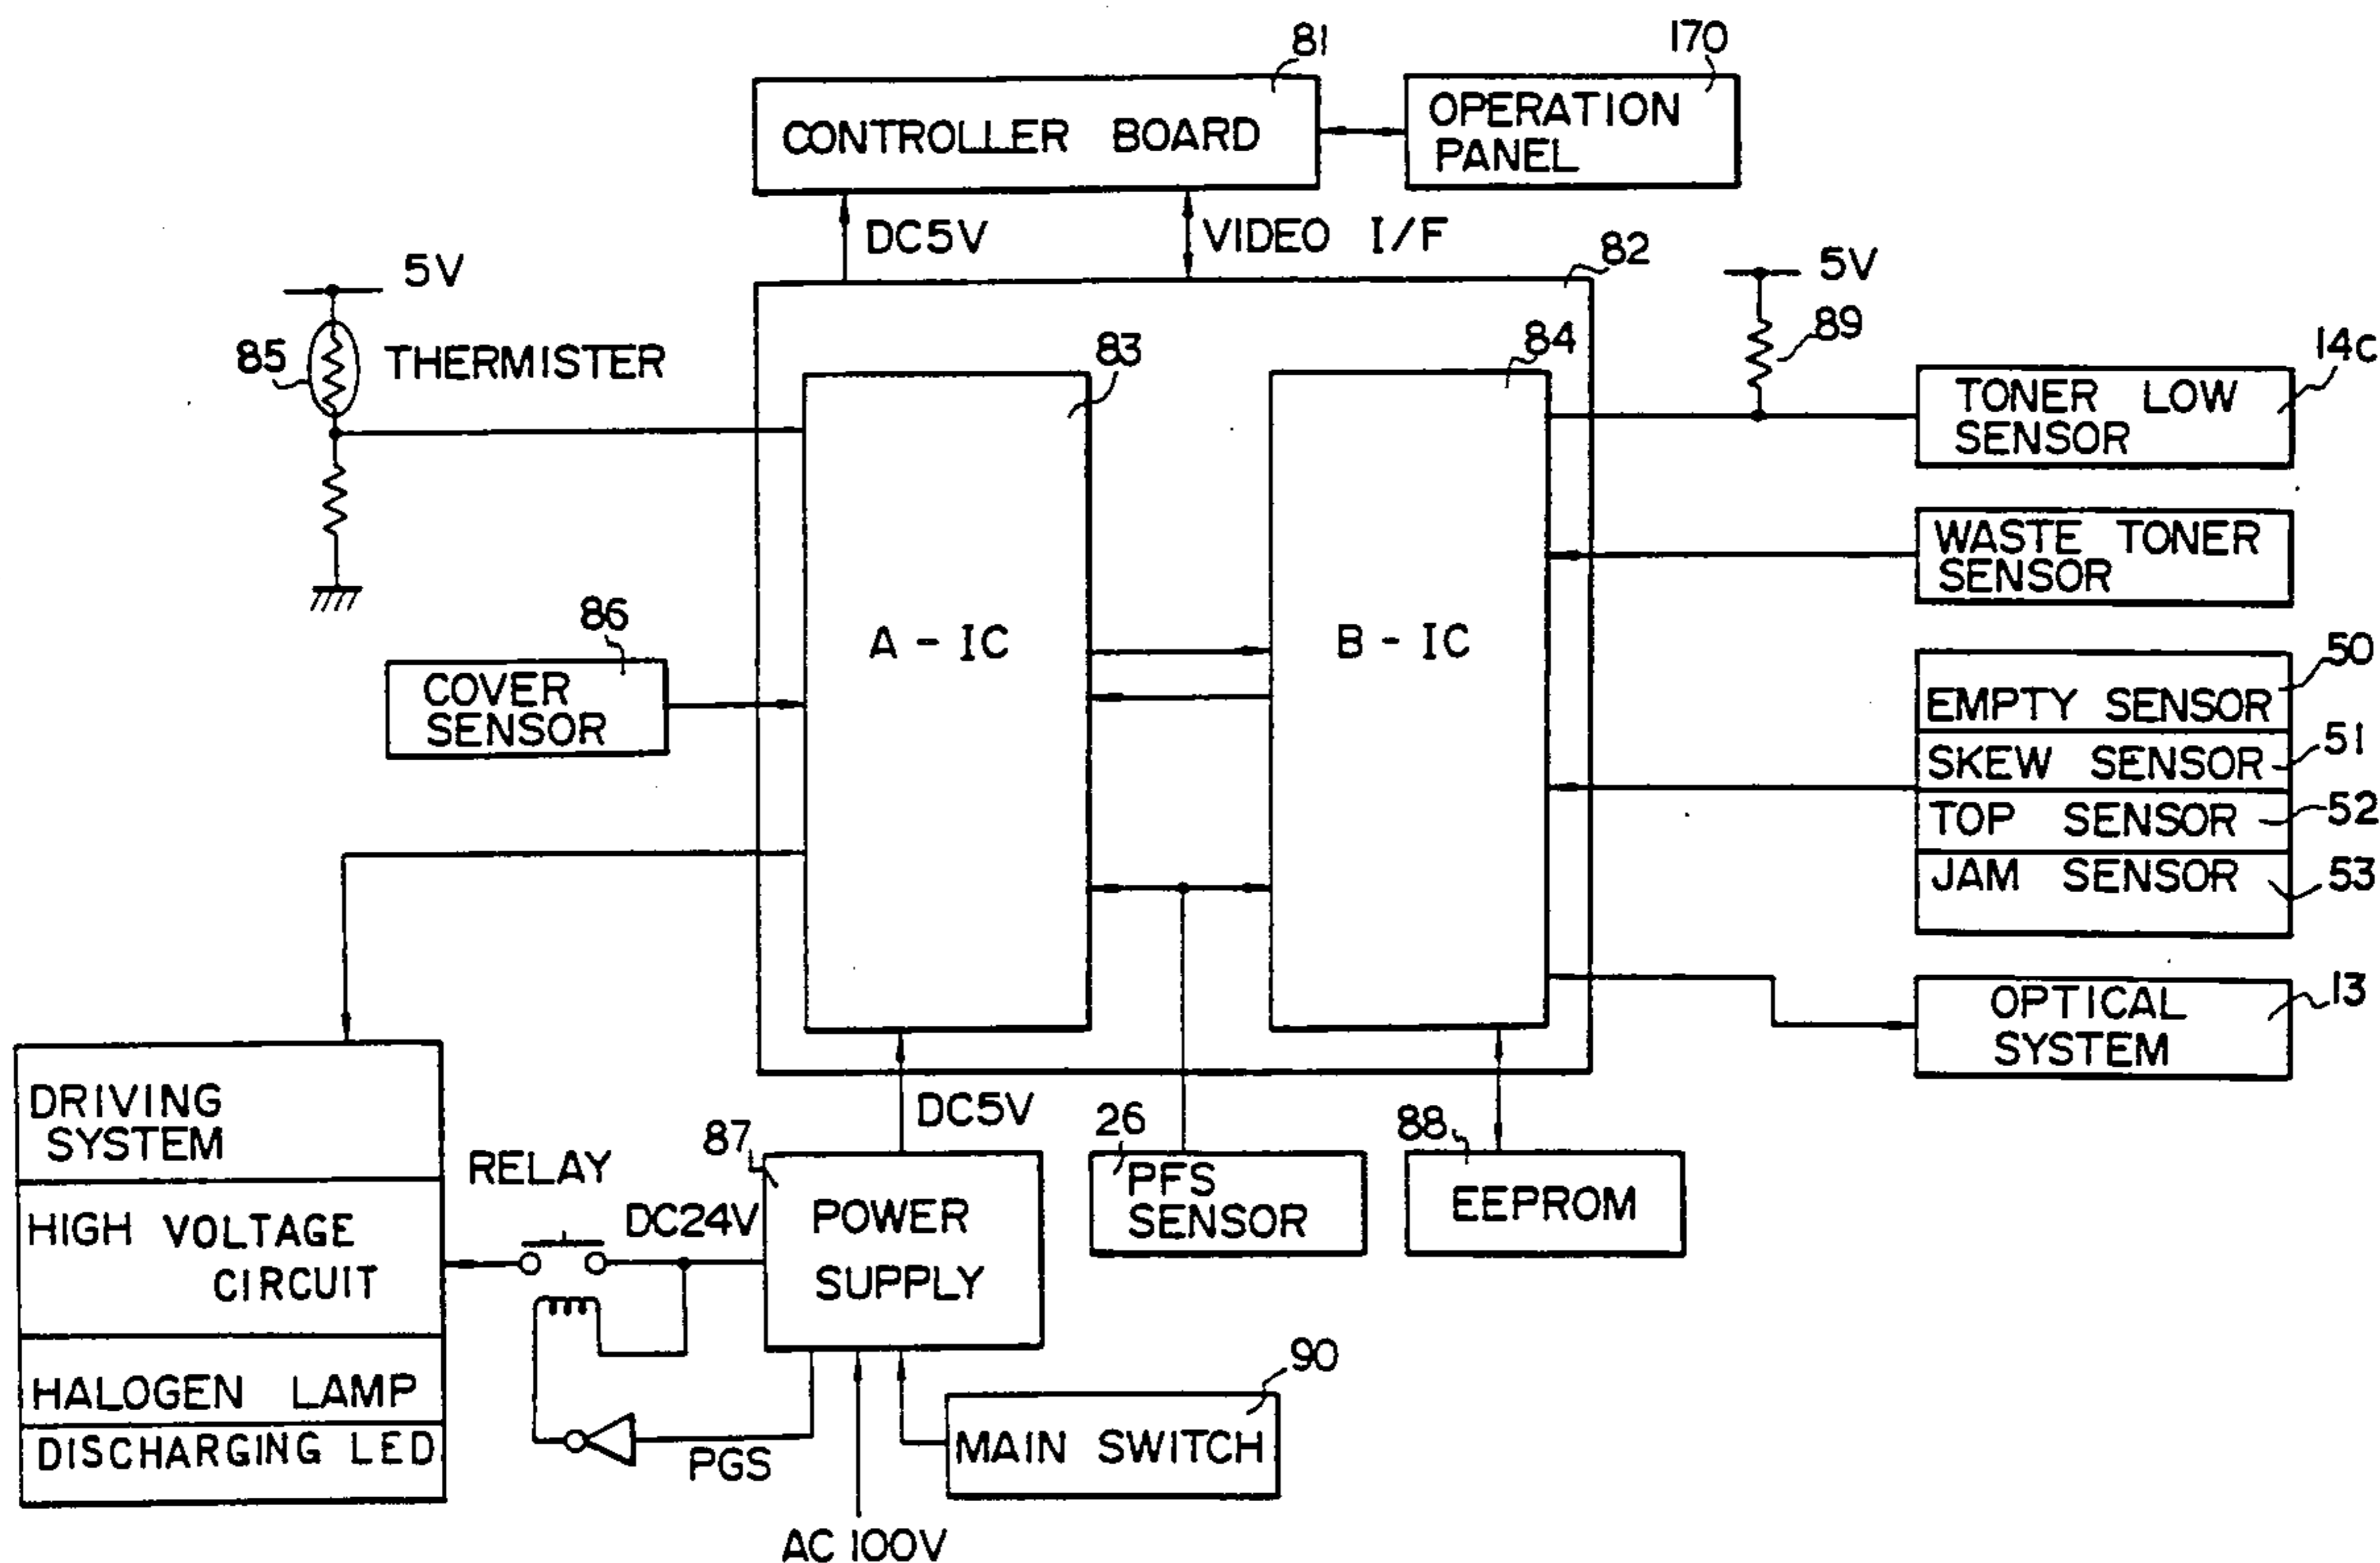 81
170
CONTROLLER BOARD
OPERATION
PANEL
DC5V
VIDEO I/F
82
5V
5V
89
14C
85
THERMISTER
83
84
TONER LOW
SENSOR
WASTE TONER
SENSOR
86
A - IC
B - IC
50
COVER
SENSOR
EMPTY SENSOR
51
SKEW SENSOR
52
TOP SENSOR
53
JAM SENSOR
13
OPTICAL
SYSTEM
DRIVING
SYSTEM
DC5V
87
26
88
RELAY
PFS
SENSOR
EEPROM
HIGH VOLTAGE
CIRCUIT
DC24V
POWER
SUPPLY
90
HALOGEN LAMP
DISCHARGING LED
PGS
MAIN SWITCH
AC 100V